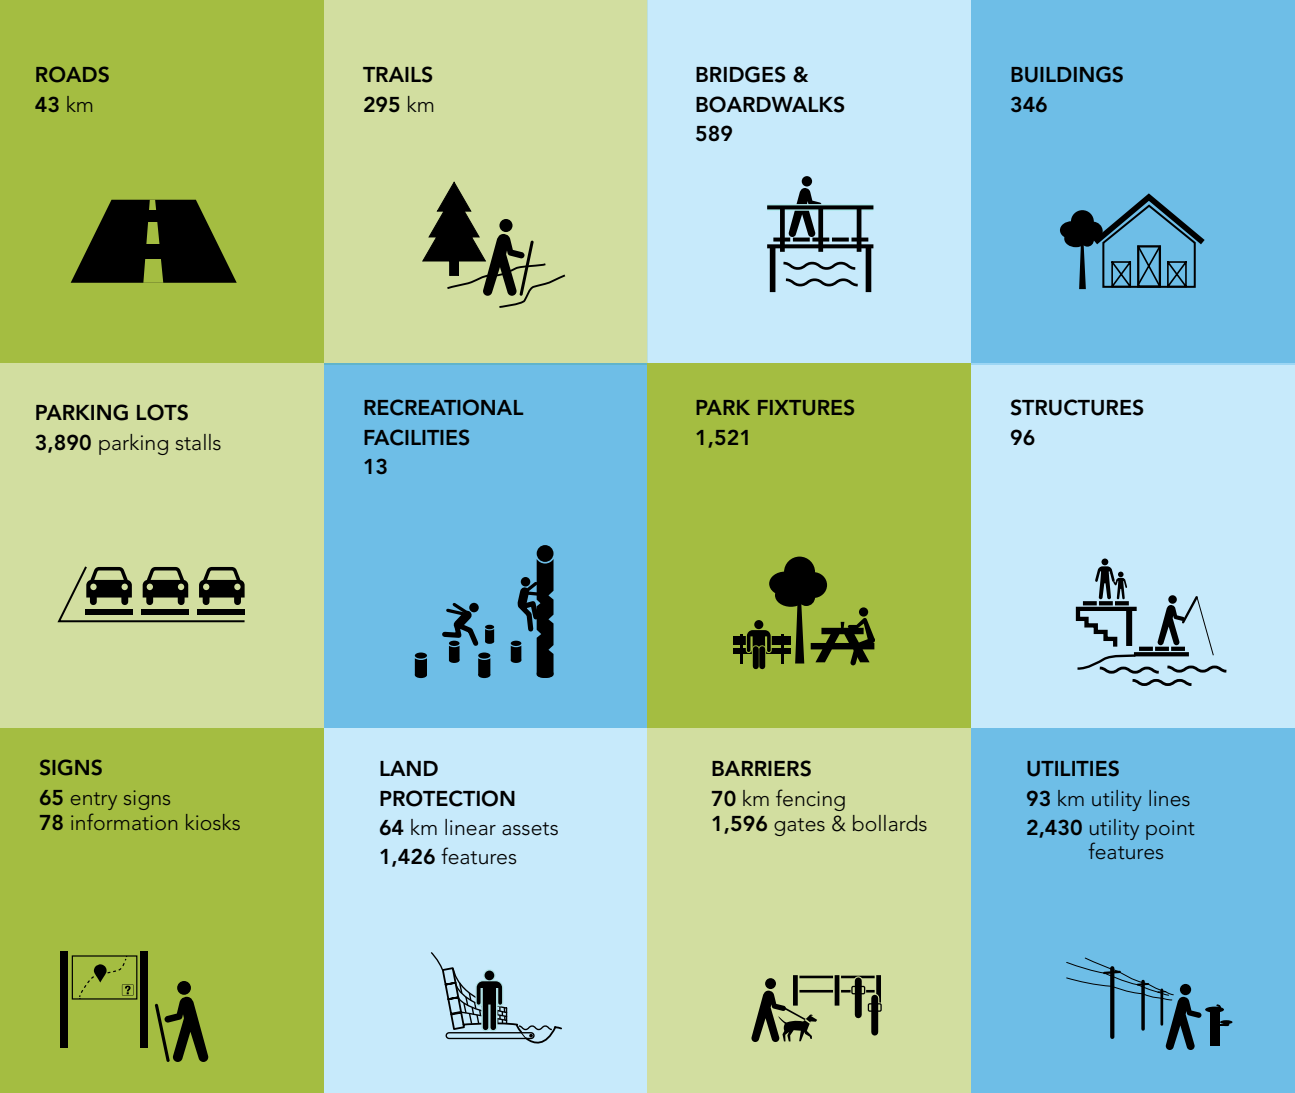 ROADS
43 km
TRAILS
295 km
BRIDGES &
BOARDWALKS
589
BUILDINGS
346
PARKING LOTS
3,890 parking stalls
RECREATIONAL
FACILITIES
13
PARK FIXTURES
1,521
STRUCTURES
96
SIGNS
65 entry signs
78 information kiosks
?
LAND
PROTECTION
64 km linear assets
1,426 features
BARRIERS
70 km fencing
1,596 gates & bollards
UTILITIES
93 km utility lines
2,430 utility point
features